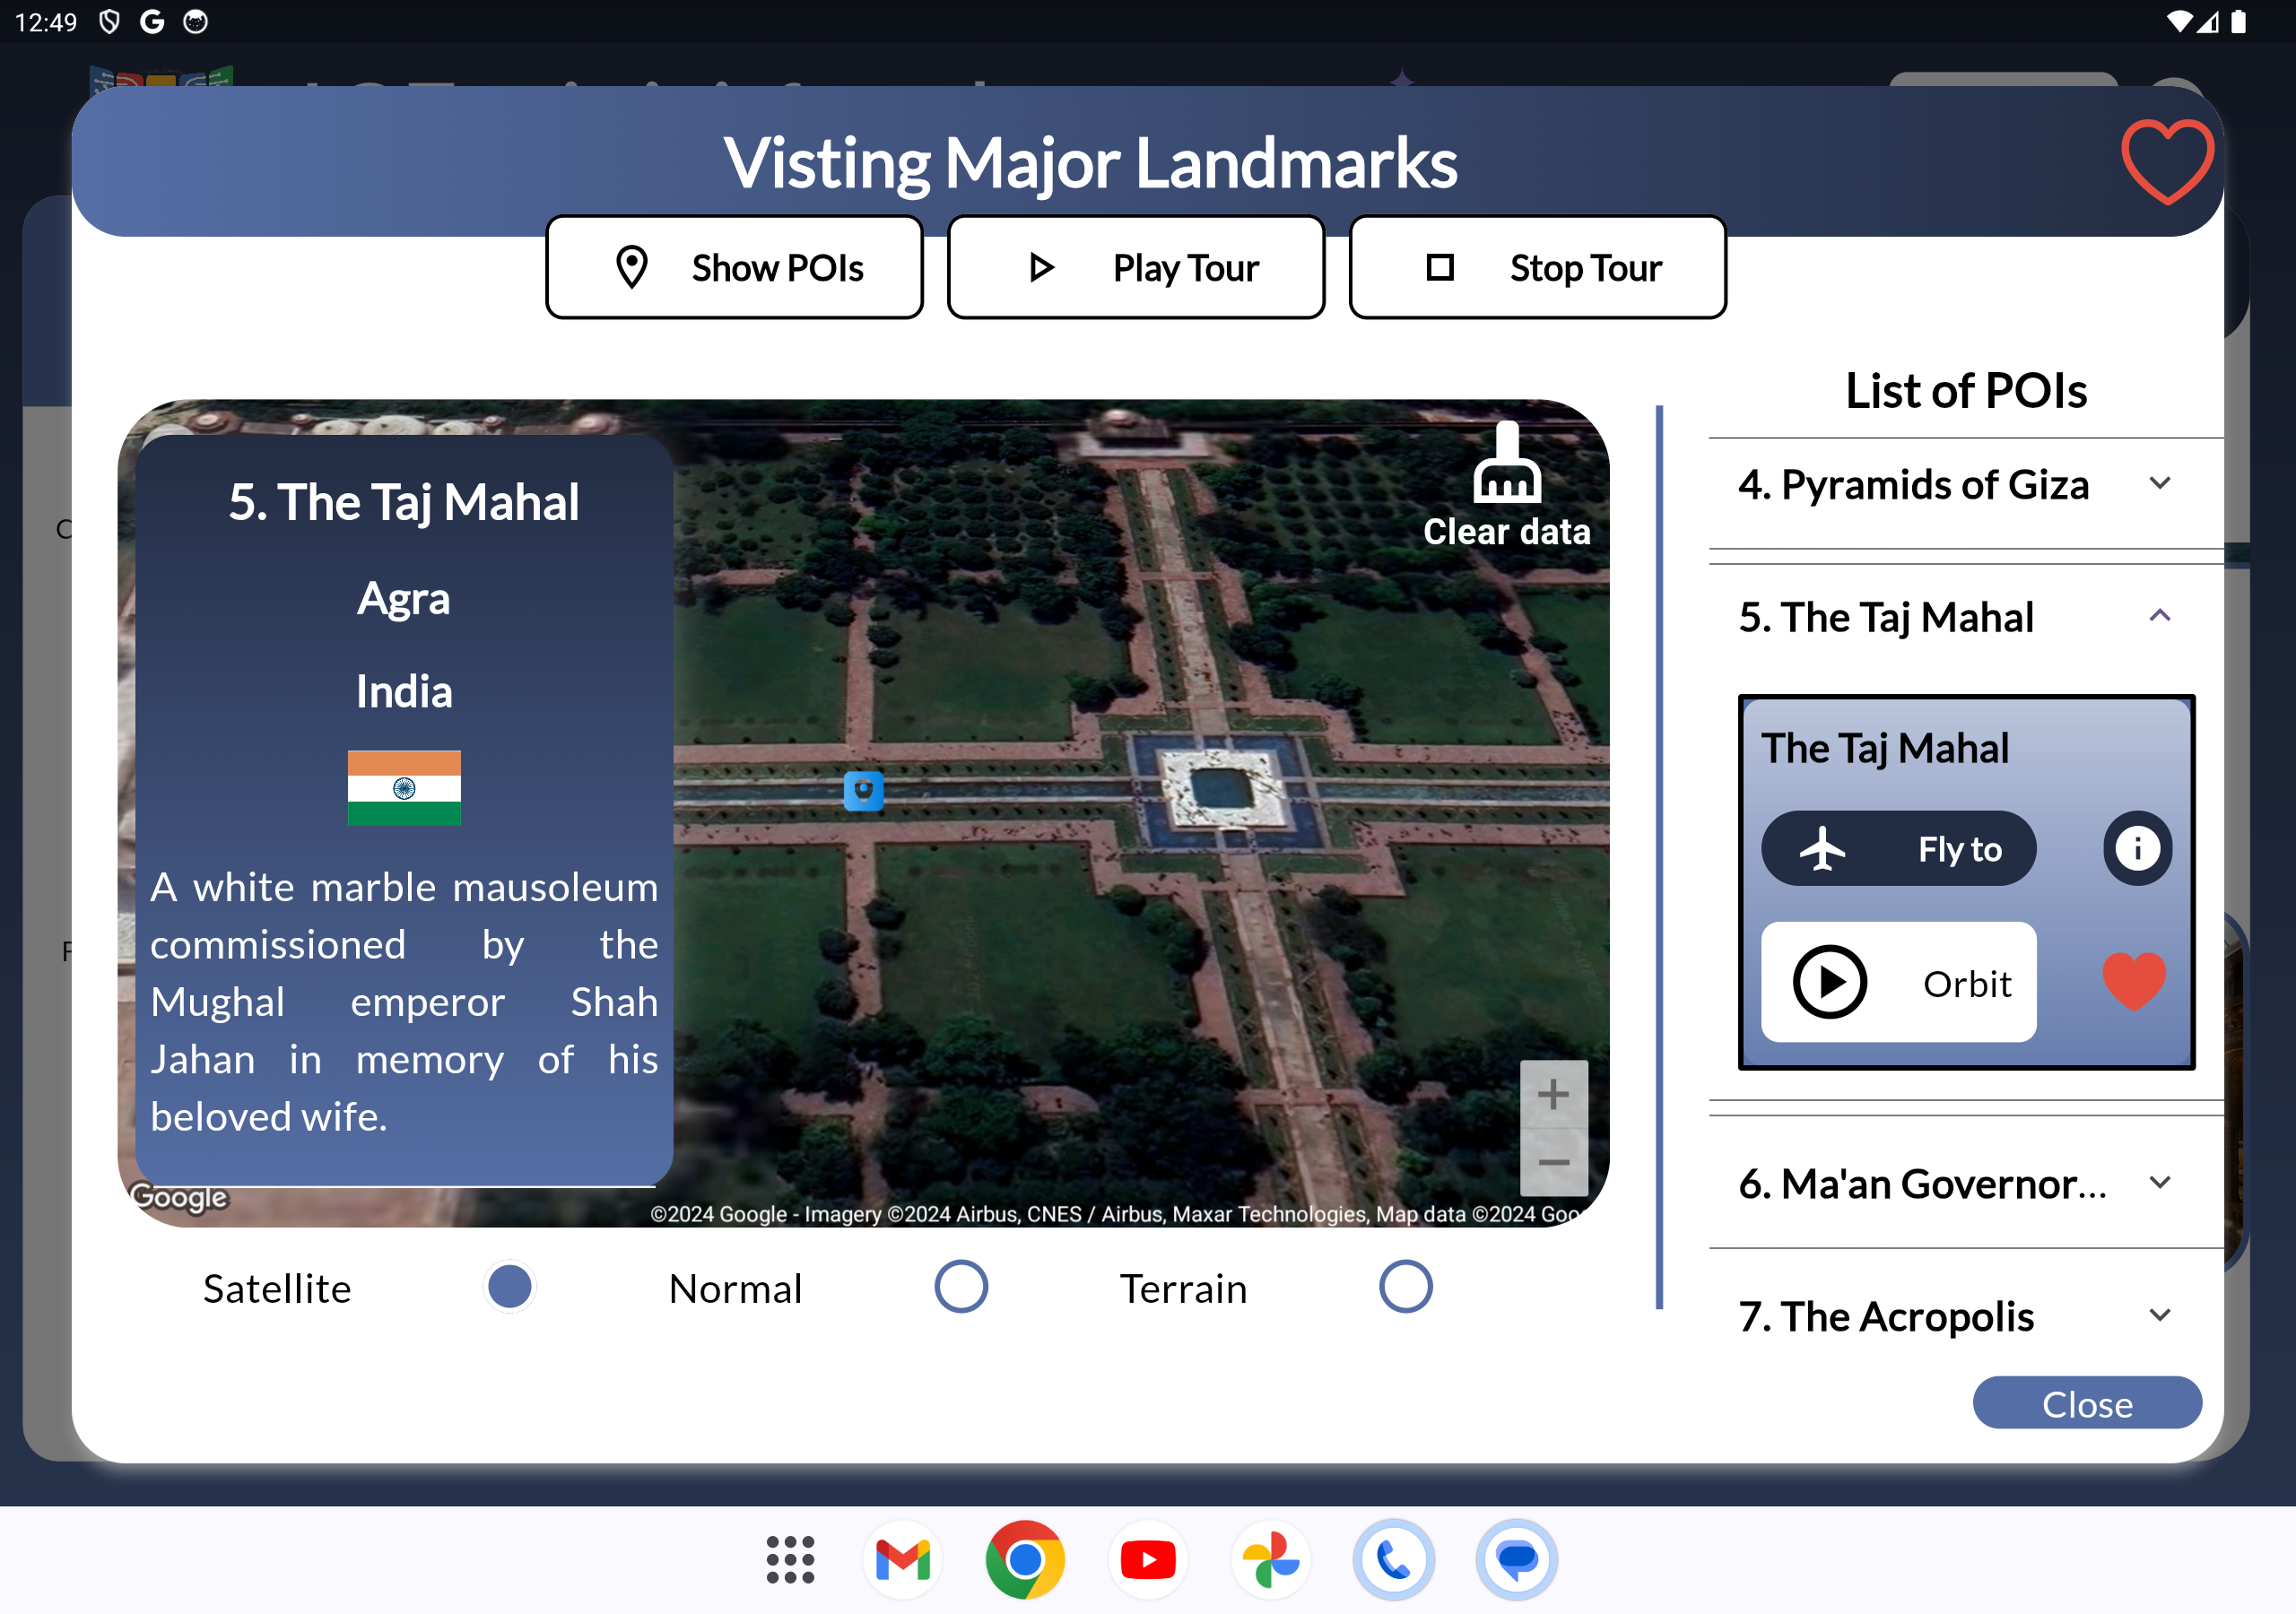 12:49
Visting Major Landmarks
Show POIs
Play Tour
Stop Tour
5. The Taj Mahal
Agra
India
A white marble mausoleum
commissioned by the
Mughal emperor Shah
Jahan in memory of his
beloved wife.
Clear data
Google
©2024 Google - Imagery ©2024 Airbus, CNES / Airbus, Maxar Technologies, Map data ©2024
Satellite
Normal
Terrain
List of POIs
4. Pyramids of Giza
5. The Taj Mahal
The Taj Mahal
Fly to
Orbit
6. Ma'an Governor...
7. The Acropolis
Close